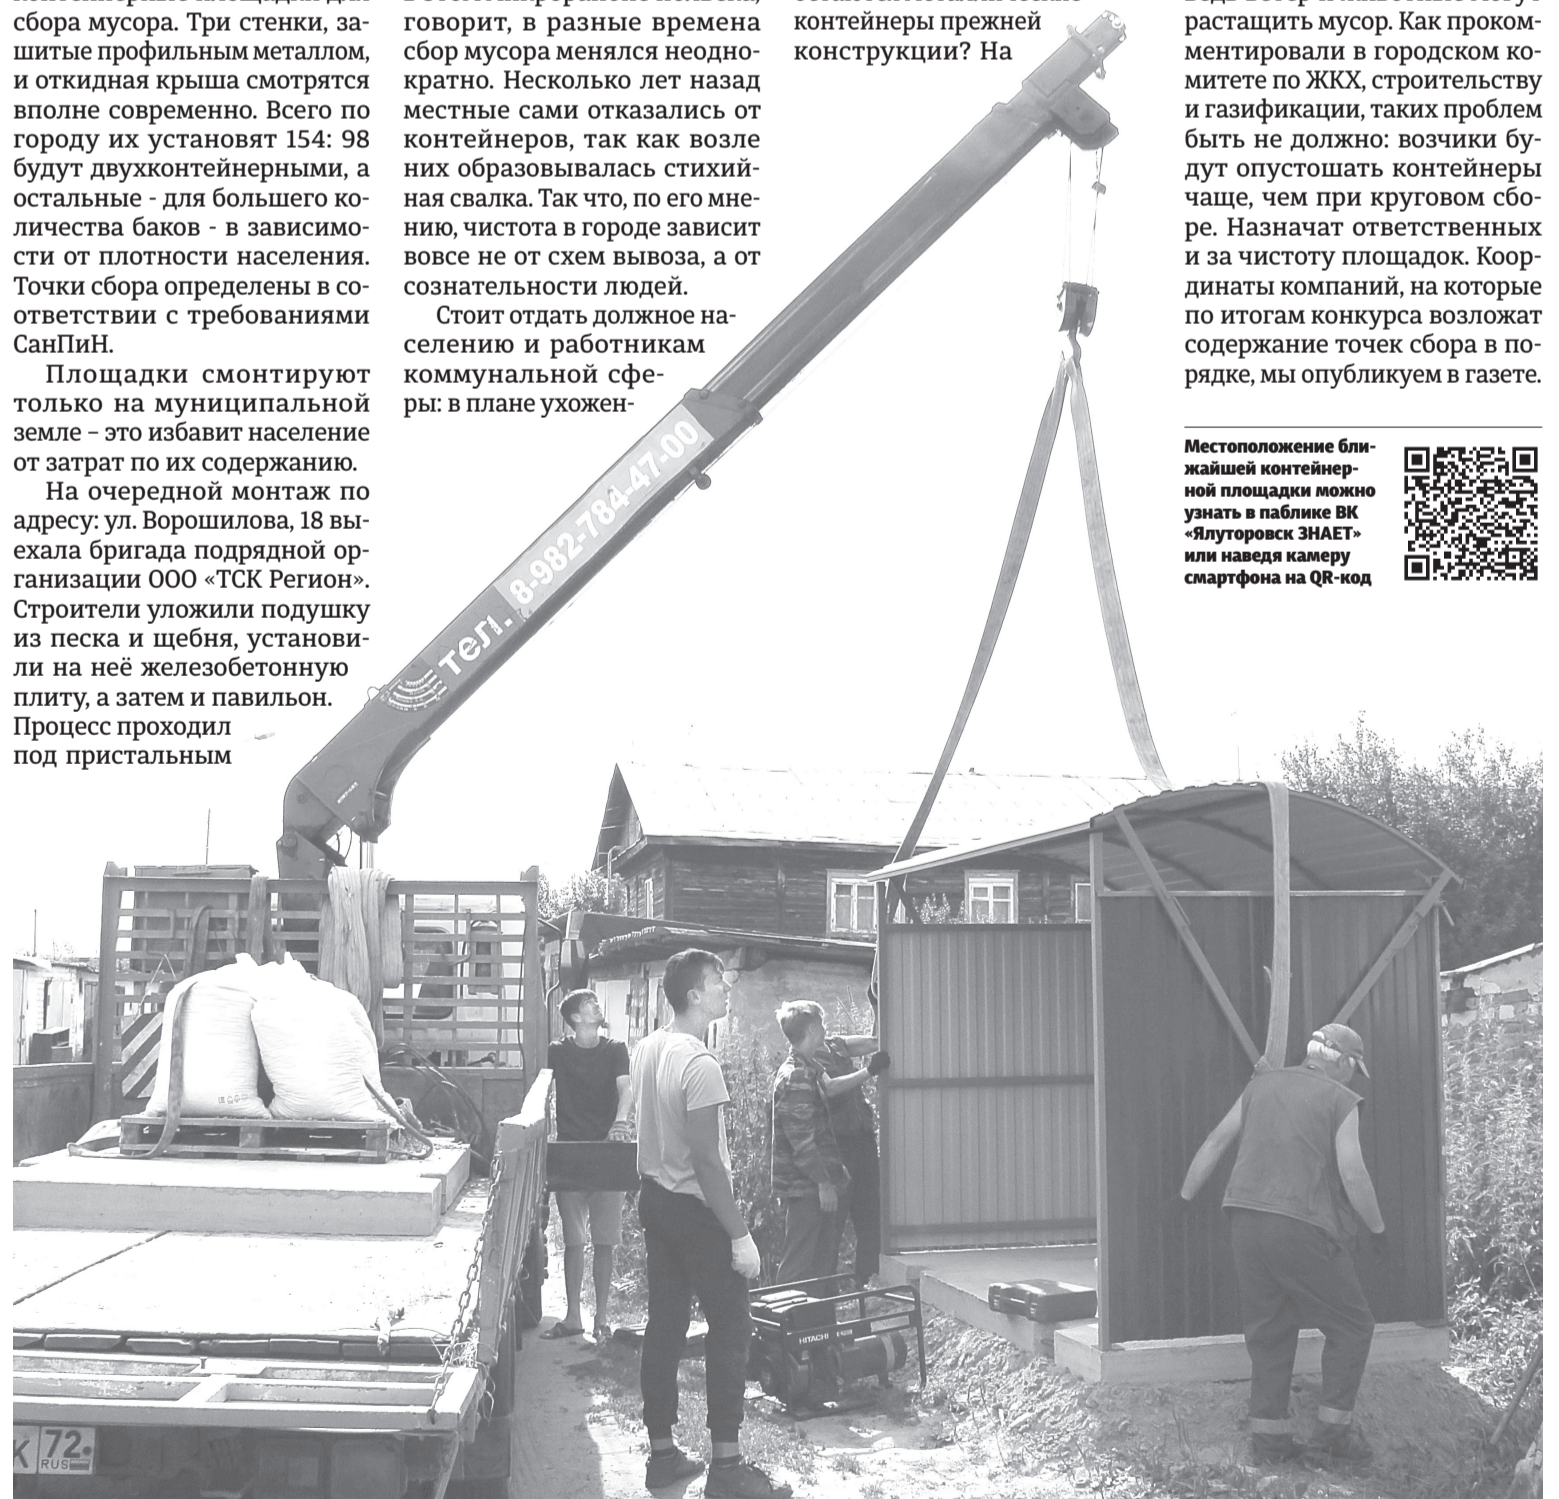 сбора мусора. Три стенки, за-
шитые профильным металлом,
и откидная крыша смотрятся
вполне современно. Всего по
городу их установят 154: 98
будут двухконтейнерными, а
остальные - для большего ко-
личества баков - в зависимо-
сти от плотности населения.
Точки сбора определены в со-
ответствии с требованиями
СанПиН.
Площадки смонтируют
только на муниципальной
земле – это избавит население
от затрат по их содержанию.
На очередной монтаж по
адресу: ул. Ворошилова, 18 вы-
ехала бригада подрядной ор-
ганизации ООО «ТСК Регион».
Строители уложили подушку
из песка и щебня, установи-
ли на неё железобетонную
плиту, а затем и павильон.
Процесс проходил
под пристальным
говорит, в разные времена
сбор мусора менялся неодно-
кратно. Несколько лет назад
местные сами отказались от
контейнеров, так как возле
них образовывалась стихий-
ная свалка. Так что, по его мне-
нию, чистота в городе зависит
вовсе не от схем вывоза, а от
сознательности людей.
Стоит отдать должное на-
селению и работникам
коммунальной сфе-
ры: в плане ухожен-
контейнеры прежней
конструкции? На
растащить мусор. Как проком-
ментировали в городском ко-
митете по ЖКХ, строительству
и газификации, таких проблем
быть не должно: возчики бу-
дут опустошать контейнеры
чаще, чем при круговом сбо-
ре. Назначат ответственных
и за чистоту площадок. Коор-
динаты компаний, на которые
по итогам конкурса возложат
содержание точек сбора в по-
рядке, мы опубликуем в газете.
Местоположение бли-
жайшей контейнер-
ной площадки можно
узнать в паблике ВК
«Ялуторовск ЗНАЕТ»
или наведя камеру
смартфона на QR-код
тел. 8-982-784-47-00
HITACHI
К 72
RUS